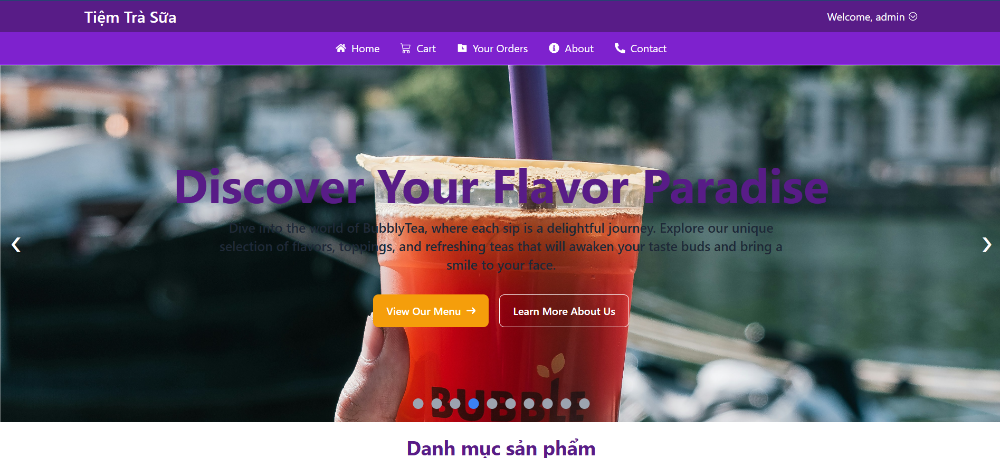 Tiệm Trà Sữa
Welcome, admin
Home Cart Your Orders About Contact
Discover Your Flavor Paradise
Dive into the world of BubblyTea, where each sip is a delightful journey. Explore our unique
selection of flavors, toppings, and refreshing teas that will awaken your taste buds and bring a
smile to your face.
View Our Menu → Learn More About Us
BUBBLE
Danh mục sản phẩm